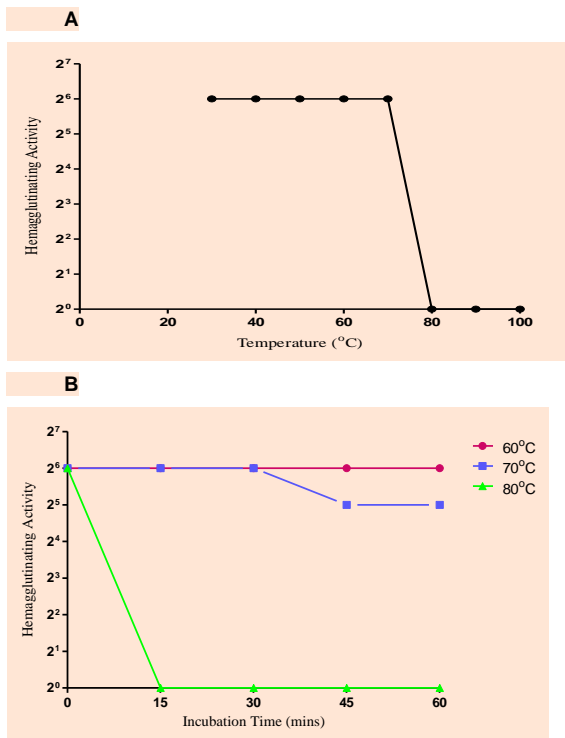 A
2⁷
2⁶
2⁵
2⁴
2³
2²
2¹
2⁰
Hemagglutinating Activity
0 20 40 60 80 100
Temperature (°C)
B
2⁷
2⁶
2⁵
2⁴
2³
2²
2¹
2⁰
Hemagglutinating Activity
60°C
70°C
80°C
0 15 30 45 60
Incubation Time (mins)